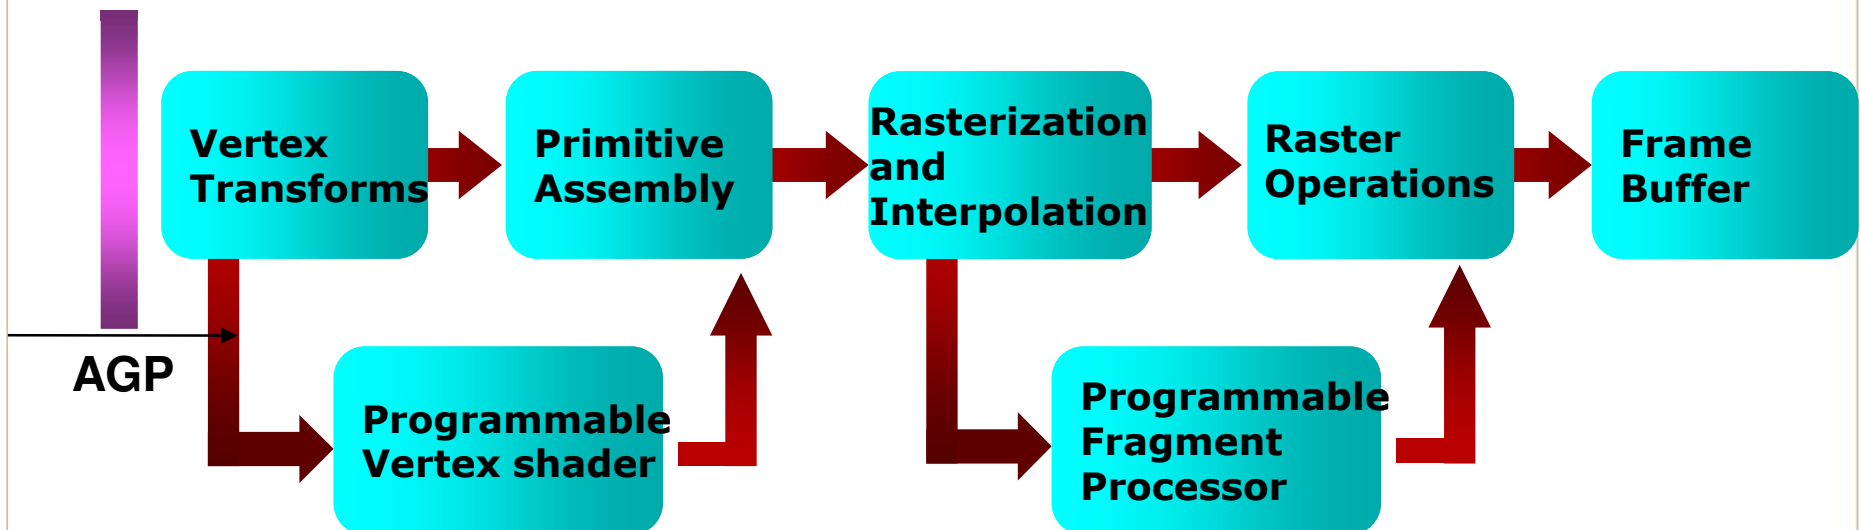 Vertex
Transforms
Primitive
Assembly
Rasterization
and
Interpolation
Raster
Operations
Frame
Buffer
AGP
Programmable
Vertex shader
Programmable
Fragment
Processor